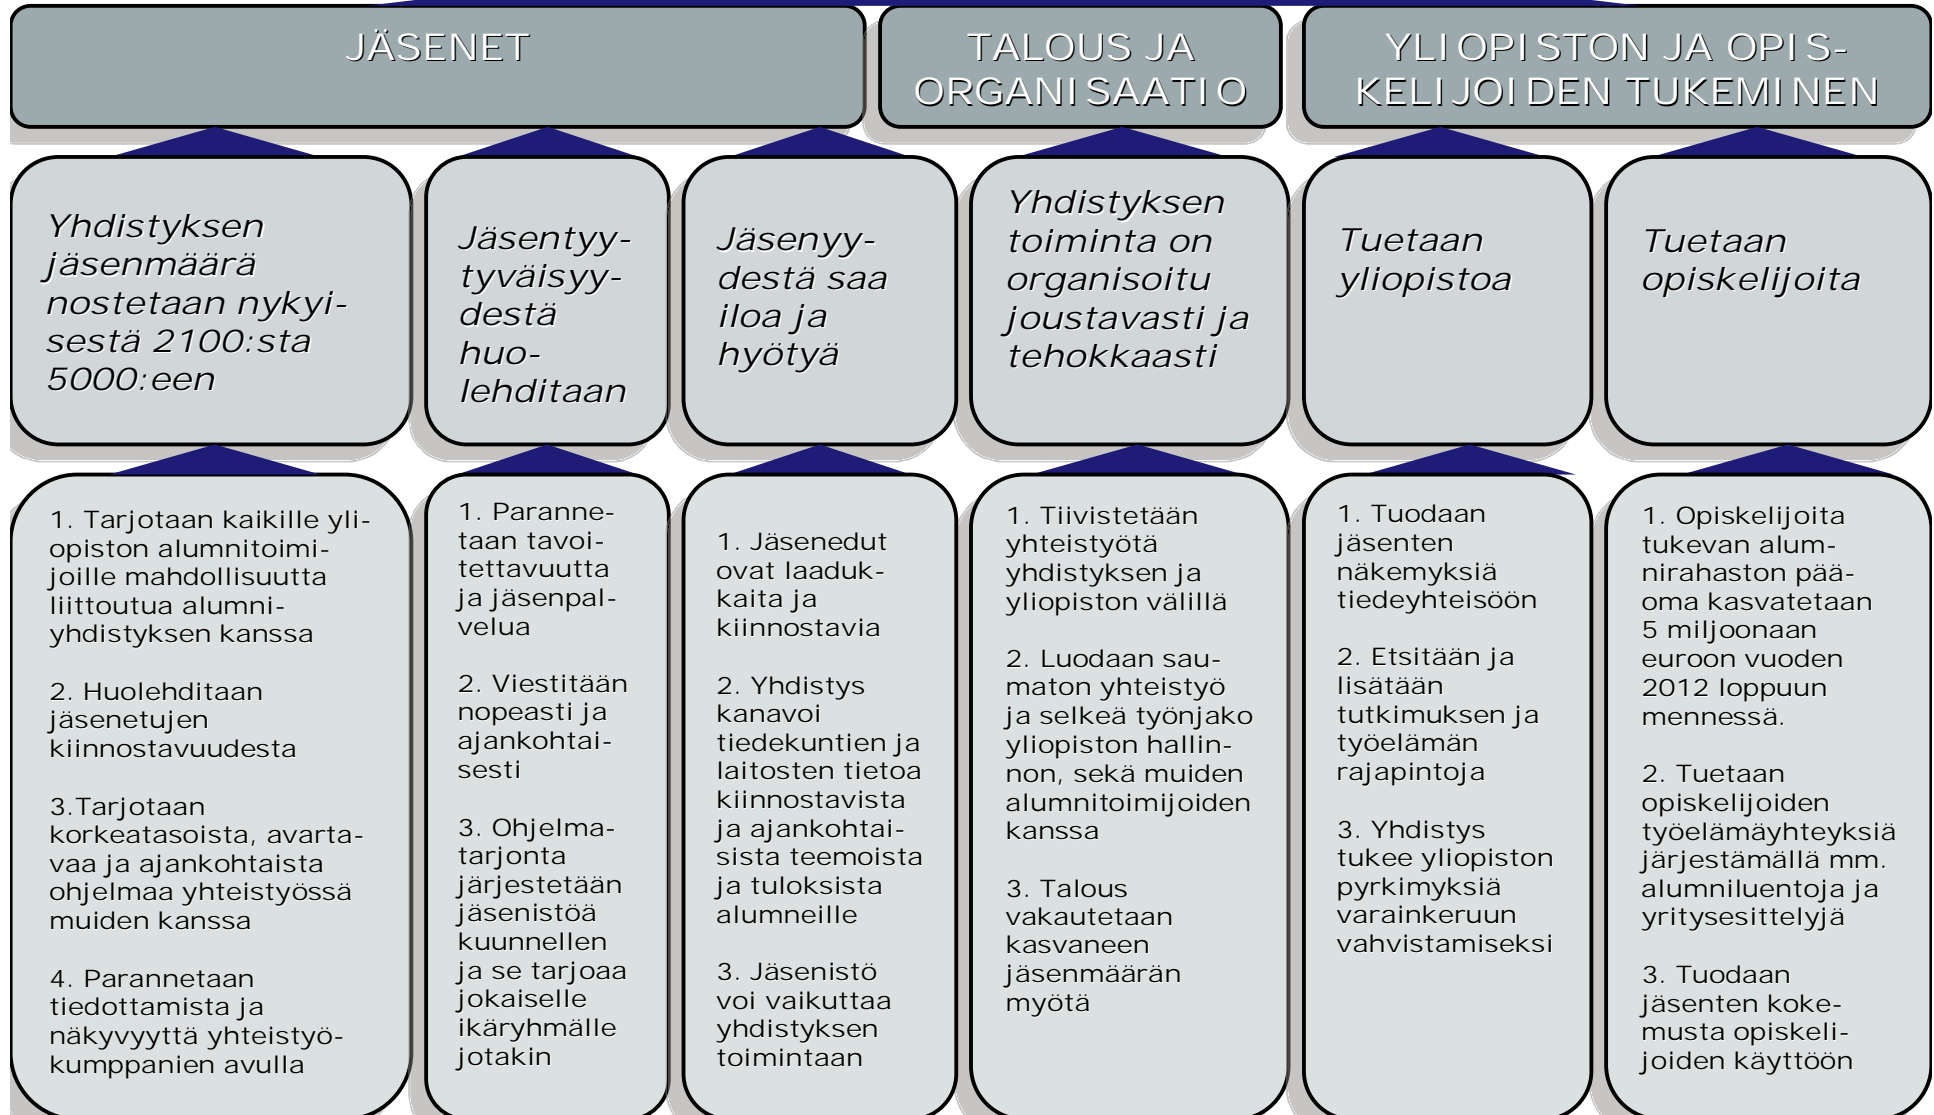 JÄSENET
TALOUS JA
ORGANISAATIO
YLIOPISTON JA OPIS-
KELIJOIDEN TUKEMINEN
Yhdistyksen
jäsenmäärä
nostetaan nykyi-
sestä 2100:sta
5000:een
Jäsentyy-
tyväisyy-
destä
huo-
lehditaan
Jäsenyy-
destä saa
iloa ja
hyötyä
Yhdistyksen
toiminta on
organisoitu
joustavasti ja
tehokkaasti
Tuetaan
yliopistoa
Tuetaan
opiskelijoita
1. Tarjotaan kaikille yli-
opiston alumnitoimi-
joille mahdollisuutta
liittoutua alumni-
yhdistyksen kanssa
2. Huolehditaan
jäsenetujen
kiinnostavuudesta
3.Tarjotaan
korkeatasoista, avarta-
vaa ja ajankohtaista
ohjelmaa yhteistyössä
muiden kanssa
4. Parannetaan
tiedottamista ja
näkyvyyttä yhteistyö-
kumppanien avulla
1. Paranne-
taan tavoi-
tettavuutta
ja jäsenpal-
velua
2. Viestitään
nopeasti ja
ajankohtai-
sesti
3. Ohjelma-
tarjonta
järjestetään
jäsenistöä
kuunnellen
ja se tarjoaa
jokaiselle
ikäryhmälle
jotakin
1. Jäsenedut
ovat laaduk-
kaita ja
kiinnostavia
2. Yhdistys
kanavoi
tiedekuntien ja
laitosten tietoa
kiinnostavista
ja ajankohtai-
sista teemoista
ja tuloksista
alumneille
3. Jäsenistö
voi vaikuttaa
yhdistyksen
toimintaan
1. Tiivistetään
yhteistyötä
yhdistyksen ja
yliopiston välillä
2. Luodaan sau-
maton yhteistyö
ja selkeä työnjako
yliopiston hallin-
non, sekä muiden
alumnitoimijoiden
kanssa
3. Talous
vakautetaan
kasvaneen
jäsenmäärän
myötä
1. Tuodaan
jäsenten
näkemyksiä
tiedeyhteisöön
2. Etsitään ja
lisätään
tutkimuksen ja
työelämän
rajapintoja
3. Yhdistys
tukee yliopiston
pyrkimyksiä
varainkeruun
vahvistamiseksi
1. Opiskelijoita
tukevan alum-
nirahaston pää-
oma kasvatetaan
5 miljoonaan
euroon vuoden
2012 loppuun
mennessä.
2. Tuetaan
opiskelijoiden
työelämäyhteyksiä
järjestämällä mm.
alumniluentoja ja
yritysesittelyjä
3. Tuodaan
jäsenten koke-
musta opiskeli-
joiden käyttöön